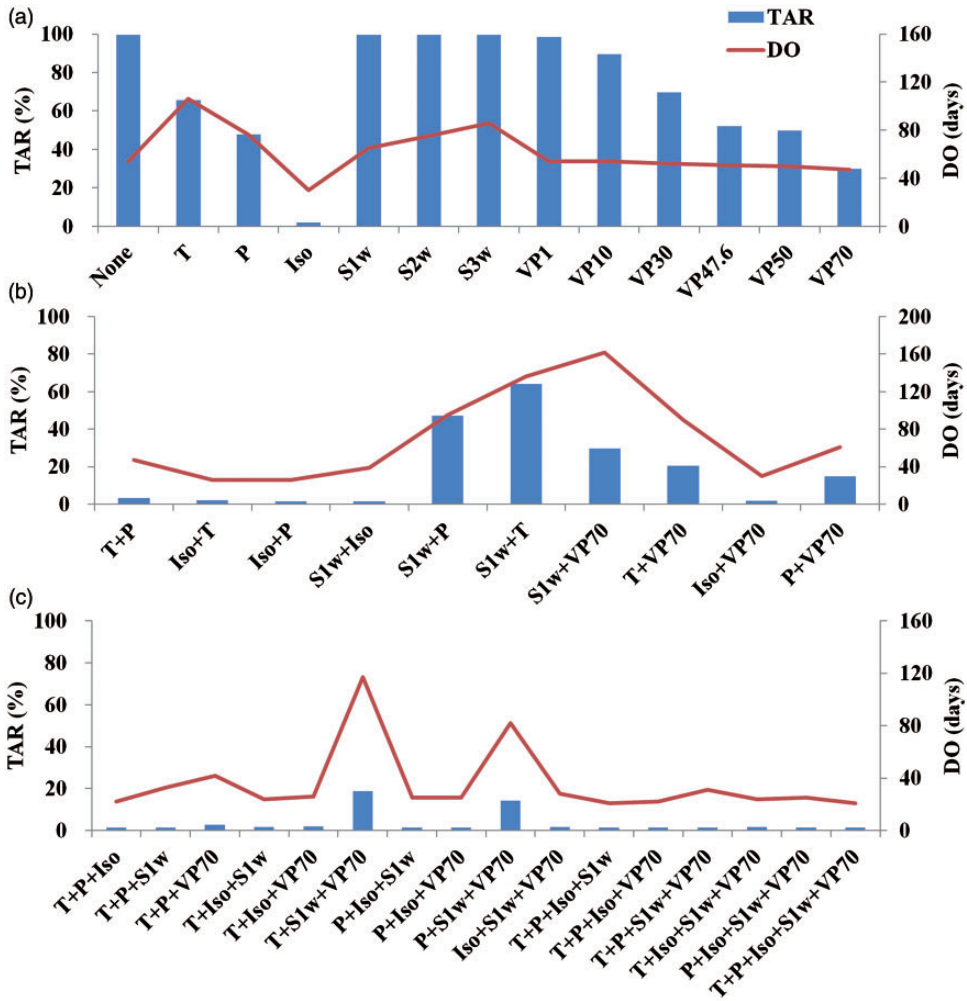 (a)
TAR
DO
TAR (%)
100
80
60
40
20
0
160
120
80
40
0
DO (days)
None
T
P
Iso
S1w
S2w
S3w
VP1
VP10
VP30
VP47.6
VP50
VP70
(b)
TAR (%)
100
80
60
40
20
0
200
160
120
80
40
0
DO (days)
T+P
Iso+T
Iso+P
S1w+Iso
S1w+P
S1w+T
S1w+VP70
T+VP70
Iso+VP70
P+VP70
(c)
TAR (%)
100
80
60
40
20
0
160
120
80
40
0
DO (days)
T+P+Iso
T+P+S1w
T+P+VP70
T+Iso+S1w
T+Iso+VP70
T+S1w+VP70
P+Iso+S1w
P+Iso+VP70
P+S1w+VP70
Iso+S1w+VP70
T+P+Iso+S1w
T+P+Iso+VP70
T+P+S1w+VP70
T+Iso+S1w+VP70
P+Iso+S1w+VP70
T+P+Iso+S1w+VP70